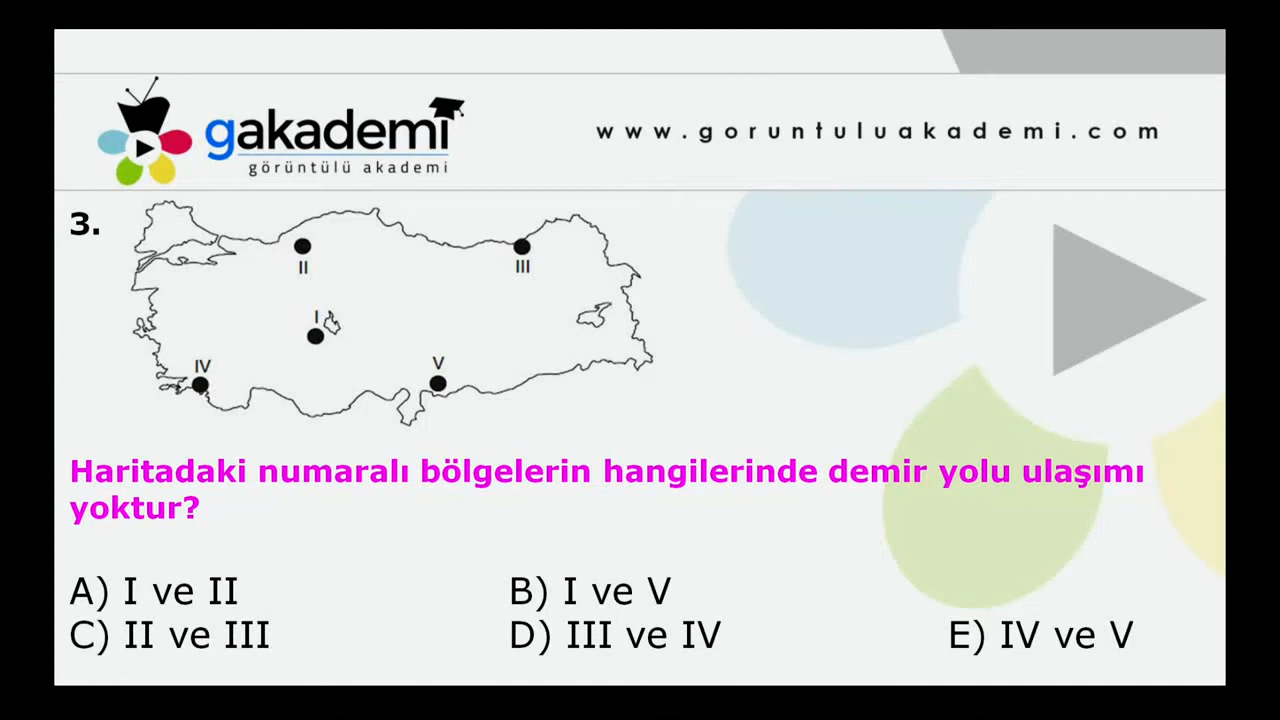 gakademi
görüntülü akademi
www.goruntuluakademi.com
3.
II
III
I
IV
V
Haritadaki numaralı bölgelerin hangilerinde demir yolu ulaşımı
yoktur?
A) I ve II
B) I ve V
C) II ve III
D) III ve IV
E) IV ve V